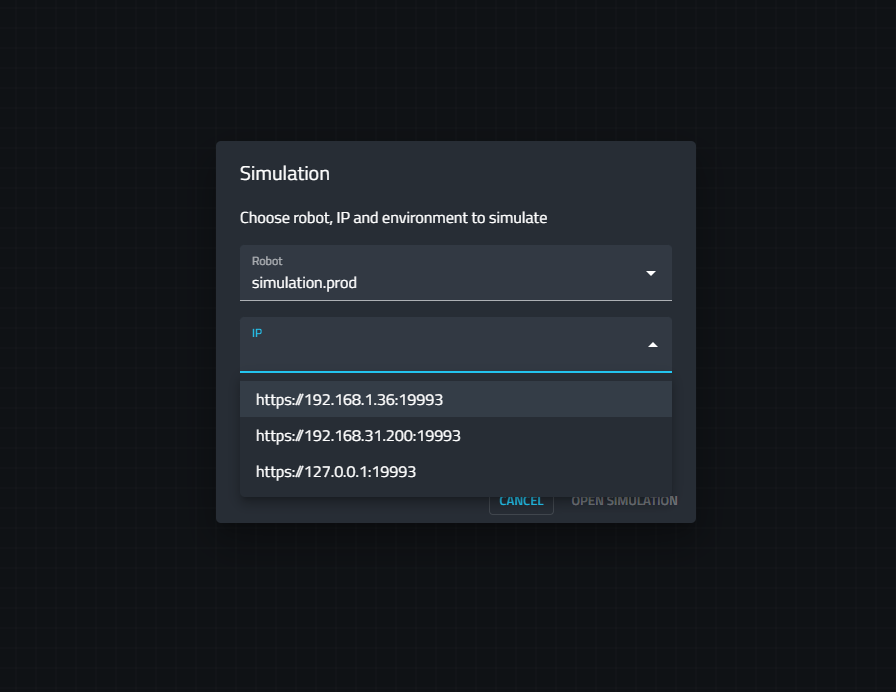 Simulation
Choose robot, IP and environment to simulate
Robot
simulation.prod
IP
https://192.168.1.36:19993
https://192.168.31.200:19993
https://127.0.0.1:19993
CANCEL OPEN SIMULATION